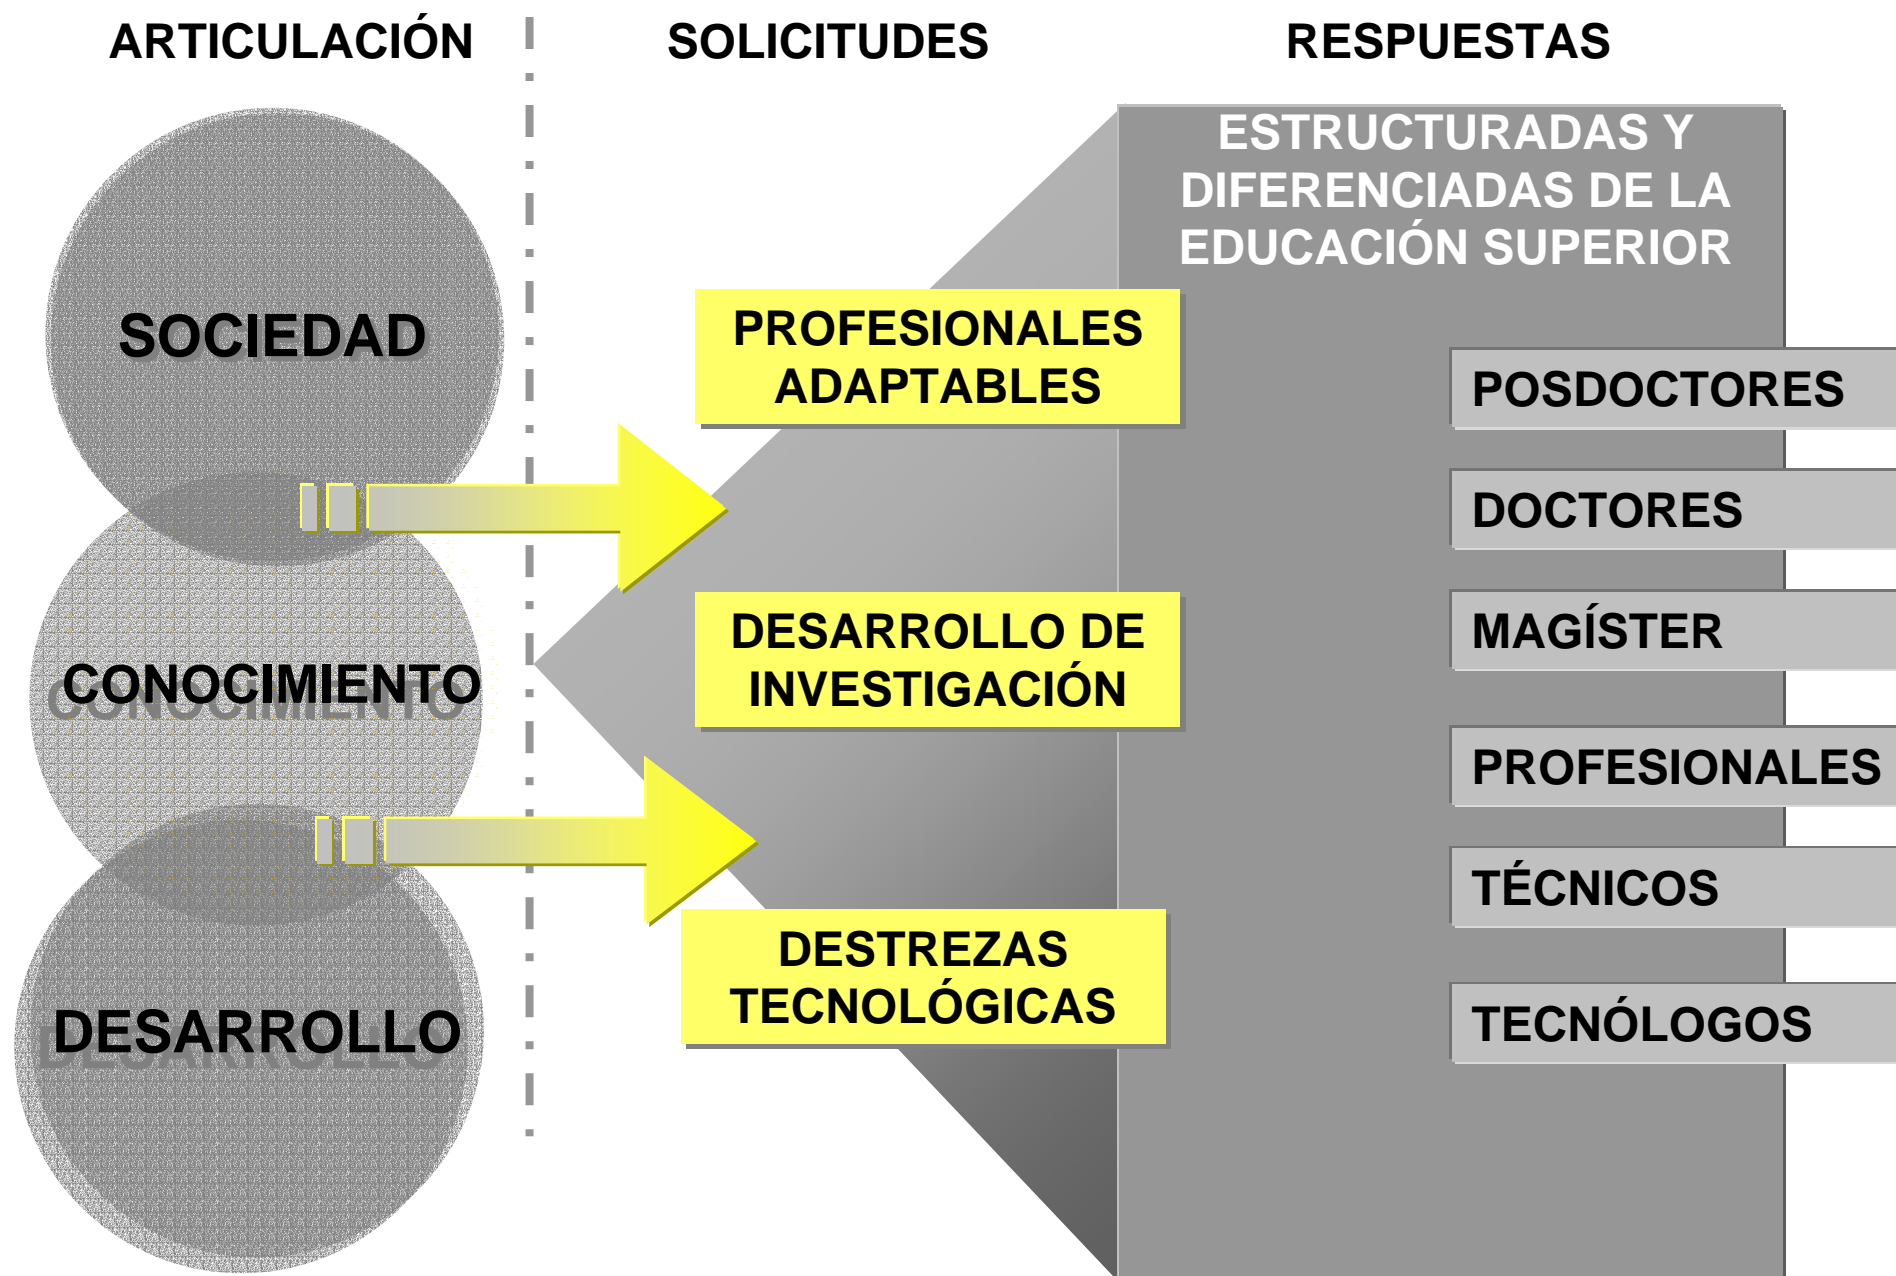 ARTICULACIÓN
SOLICITUDES
RESPUESTAS
SOCIEDAD
CONOCIMIENTO
DESARROLLO
PROFESIONALES
ADAPTABLES
DESARROLLO DE
INVESTIGACIÓN
DESTREZAS
TECNOLÓGICAS
ESTRUCTURADAS Y
DIFERENCIADAS DE LA
EDUCACIÓN SUPERIOR
POSDOCTORES
DOCTORES
MAGÍSTER
PROFESIONALES
TÉCNICOS
TECNÓLOGOS